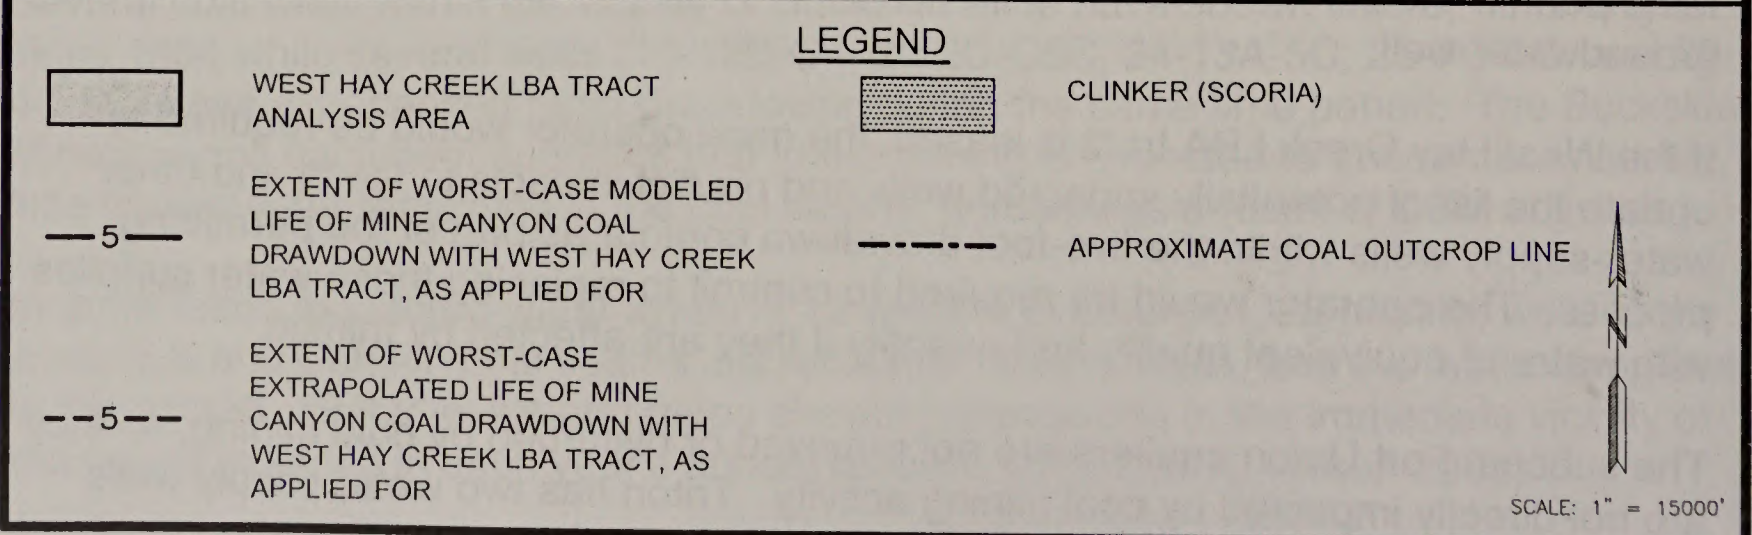 LEGEND
WEST HAY CREEK LBA TRACT
ANALYSIS AREA
CLINKER (SCORIA)
5
EXTENT OF WORST-CASE MODELED
LIFE OF MINE CANYON COAL
DRAWDOWN WITH WEST HAY CREEK
LBA TRACT, AS APPLIED FOR
APPROXIMATE COAL OUTCROP LINE
N
5
EXTENT OF WORST-CASE
EXTRAPOLATED LIFE OF MINE
CANYON COAL DRAWDOWN WITH
WEST HAY CREEK LBA TRACT, AS
APPLIED FOR
SCALE: 1" = 15000'